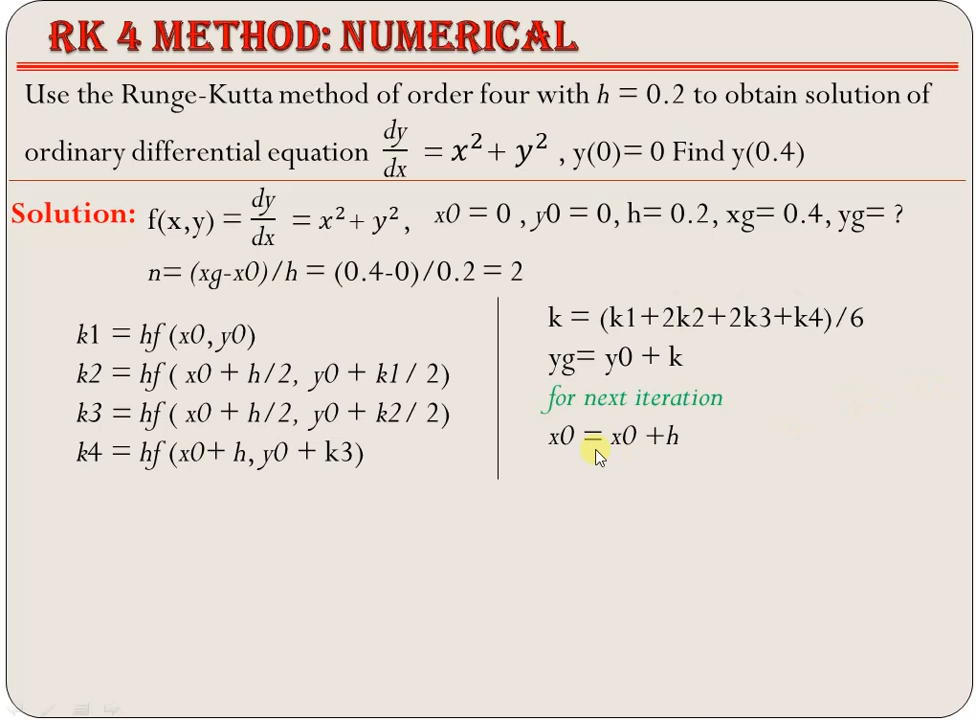 RK 4 METHOD: NUMERICAL
Use the Runge-Kutta method of order four with h = 0.2 to obtain solution of
ordinary differential equation dy/dx = x² + y² , y(0)= 0 Find y(0.4)
Solution: f(x,y) = dy/dx = x² + y², x0 = 0 , y0 = 0, h= 0.2, xg= 0.4, yg= ?
n= (xg-x0)/h = (0.4-0)/0.2 = 2
k1 = hf (x0, y0)
k2 = hf ( x0 + h/2, y0 + k1/ 2)
k3 = hf ( x0 + h/2, y0 + k2/ 2)
k4 = hf (x0+ h, y0 + k3)
k = (k1+2k2+2k3+k4)/6
yg= y0 + k
for next iteration
x0 = x0 +h